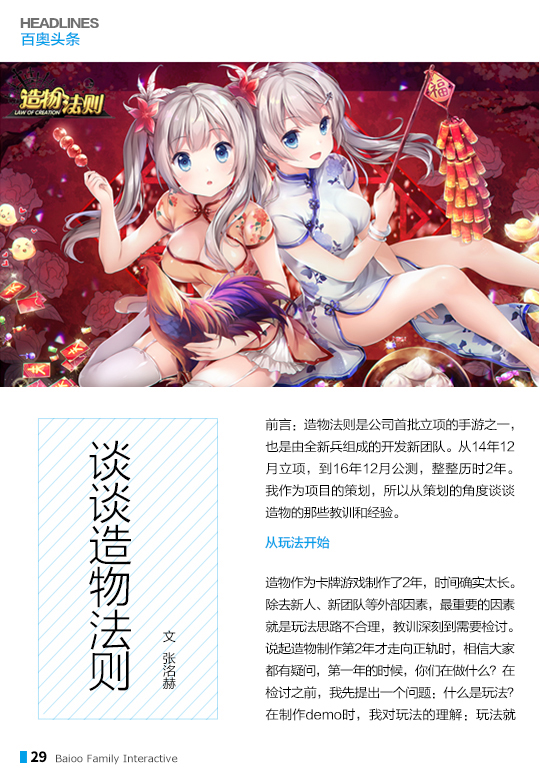 HEADLINES
百奥头条
造物法则
LAW OF CREATION
福
谈谈造物法则
文 张洺赫
前言：造物法则是公司首批立项的手游之一，
也是由全新兵组成的开发新团队。从14年12
月立项，到16年12月公测，整整历时2年。
我作为项目的策划，所以从策划的角度谈谈
造物的那些教训和经验。
从玩法开始
造物作为卡牌游戏制作了2年，时间确实太长。
除去新人、新团队等外部因素，最重要的因素
就是玩法思路不合理，教训深刻到需要检讨。
说起造物制作第2年才走向正轨时，相信大家
都有疑问，第一年的时候，你们在做什么？在
检讨之前，我先提出一个问题；什么是玩法？
在制作demo时，我对玩法的理解；玩法就
29 Baioo Family Interactive